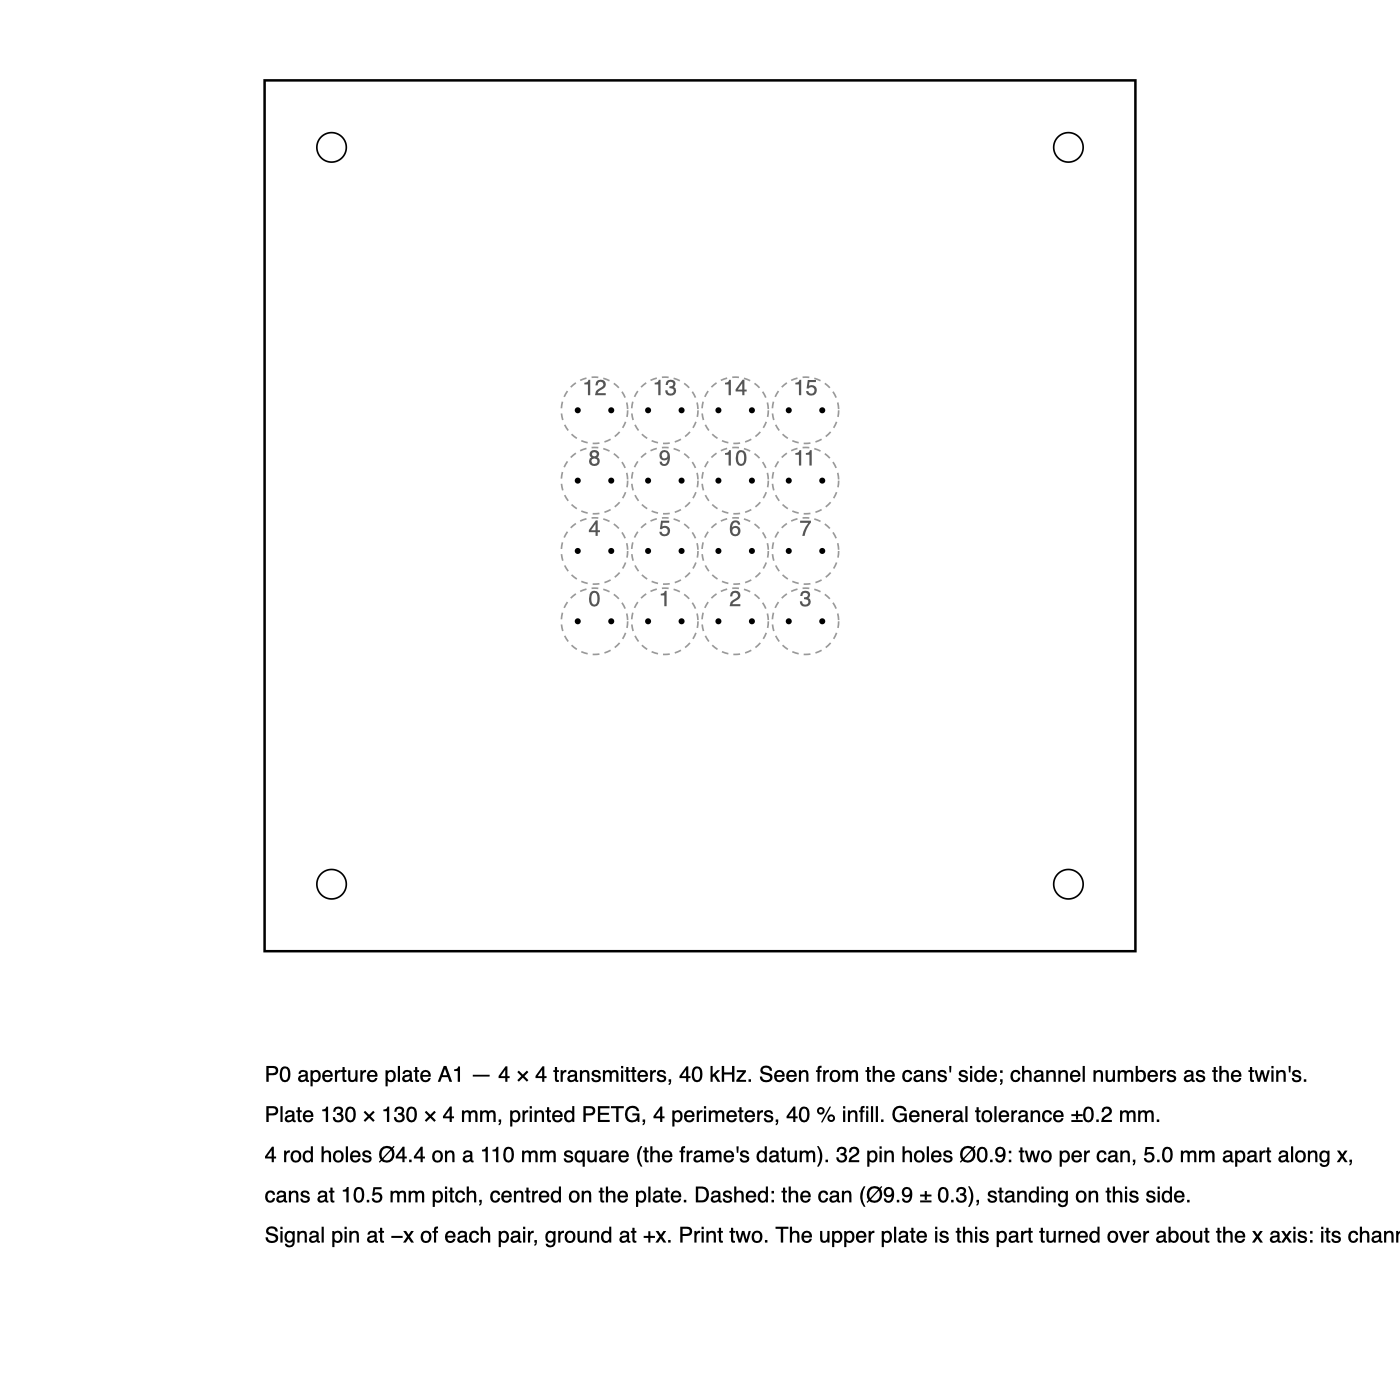 12 13 14 15
8 9 10 11
4 5 6 7
0 1 2 3
P0 aperture plate A1 — 4 × 4 transmitters, 40 kHz. Seen from the cans' side; channel numbers as the twin's.
Plate 130 × 130 × 4 mm, printed PETG, 4 perimeters, 40 % infill. General tolerance ±0.2 mm.
4 rod holes Ø4.4 on a 110 mm square (the frame's datum). 32 pin holes Ø0.9: two per can, 5.0 mm apart along x,
cans at 10.5 mm pitch, centred on the plate. Dashed: the can (Ø9.9 ± 0.3), standing on this side.
Signal pin at −x of each pair, ground at +x. Print two. The upper plate is this part turned over about the x axis: its